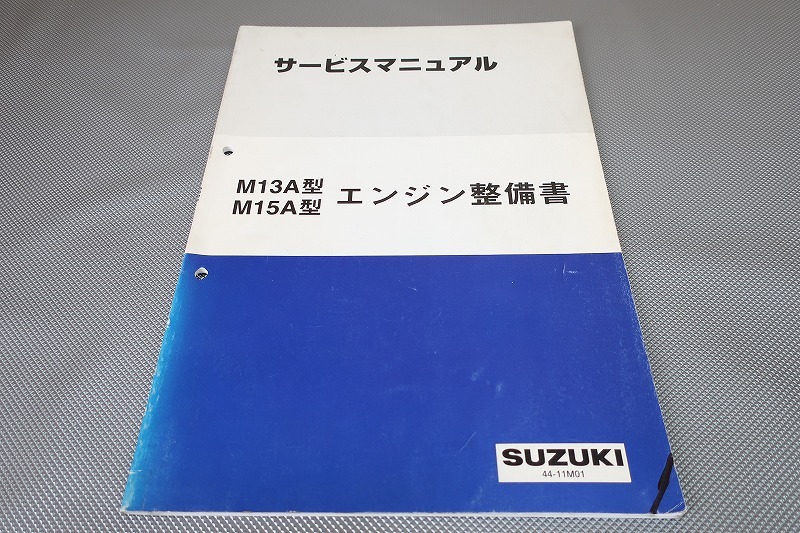 サービスマニュアル
M13A型
M15A型
エンジン整備書
SUZUKI
44-11M01